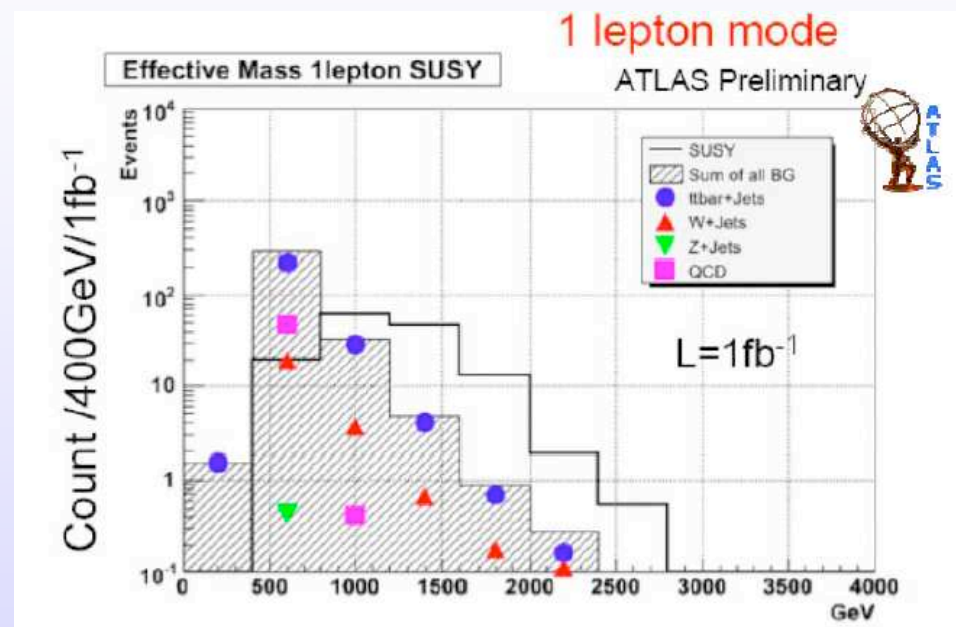 1 lepton mode
Effective Mass 1lepton SUSY
ATLAS Preliminary
ATLAS
Events
Count /400GeV/1fb⁻¹
10⁴
10³
10²
10
1
10⁻¹
SUSY
Sum of all BG
ttbar+Jets
W+Jets
Z+Jets
QCD
L=1fb⁻¹
0 500 1000 1500 2000 2500 3000 3500 4000
GeV